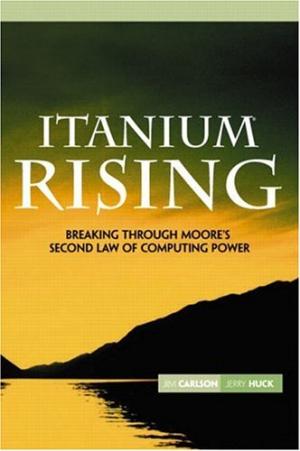 ITANIUM®
RISING
BREAKING THROUGH MOORE'S
SECOND LAW OF COMPUTING POWER
JIM CARLSON JERRY HUCK